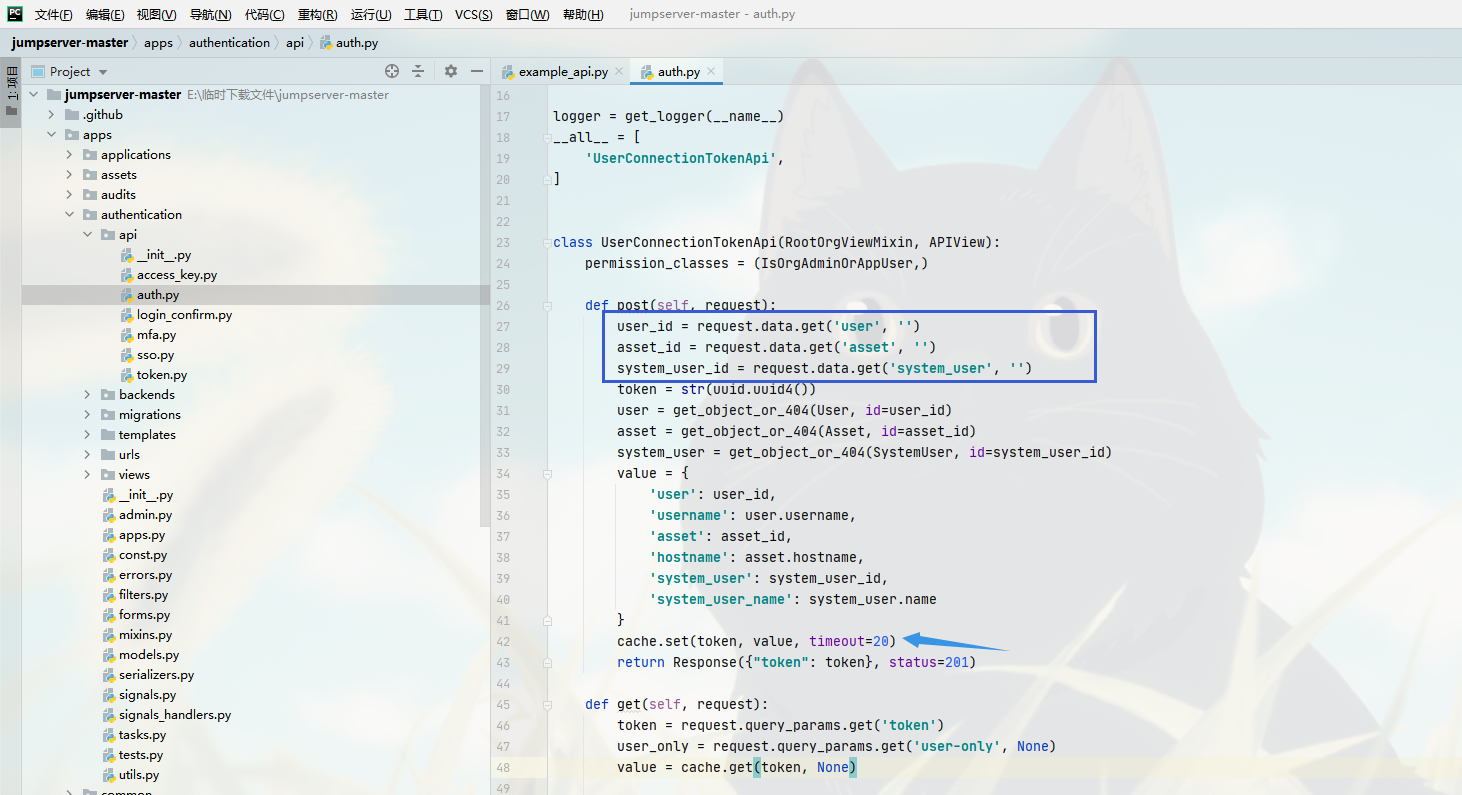 PC 文件(F) 编辑(E) 视图(V) 导航(N) 代码(C) 重构(R) 运行(U) 工具(T) VCS(S) 窗口(W) 帮助(H) jumpserver-master - auth.py
jumpserver-master apps authentication api auth.py
1: 项目
Project
jumpserver-master E:\临时下载文件\jumpserver-master
.github
apps
applications
assets
audits
authentication
api
__init__.py
access_key.py
auth.py
login_confirm.py
mfa.py
sso.py
token.py
backends
migrations
templates
urls
views
__init__.py
admin.py
apps.py
const.py
errors.py
filters.py
forms.py
mixins.py
models.py
serializers.py
signals.py
signals_handlers.py
tasks.py
tests.py
utils.py
common
example_api.py auth.py
16
17 logger = get_logger(__name__)
18 __all__ = [
19 'UserConnectionTokenApi',
20 ]
21
22
23 class UserConnectionTokenApi(RootOrgViewMixin, APIView):
24 permission_classes = (IsOrgAdminOrAppUser,)
25
26 def post(self, request):
27 user_id = request.data.get('user', '')
28 asset_id = request.data.get('asset', '')
29 system_user_id = request.data.get('system_user', '')
30 token = str(uuid.uuid4())
31 user = get_object_or_404(User, id=user_id)
32 asset = get_object_or_404(Asset, id=asset_id)
33 system_user = get_object_or_404(SystemUser, id=system_user_id)
34 value = {
35 'user': user_id,
36 'username': user.username,
37 'asset': asset_id,
38 'hostname': asset.hostname,
39 'system_user': system_user_id,
40 'system_user_name': system_user.name
41 }
42 cache.set(token, value, timeout=20)
43 return Response({"token": token}, status=201)
44
45 def get(self, request):
46 token = request.query_params.get('token')
47 user_only = request.query_params.get('user-only', None)
48 value = cache.get(token, None)
49